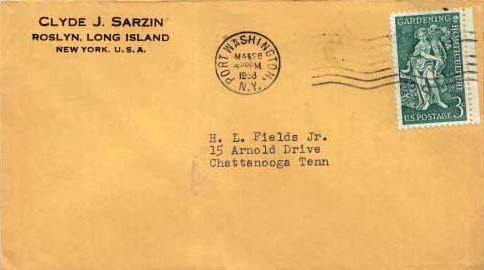 CLYDE J. SARZIN
ROSLYN, LONG ISLAND
NEW YORK. U.S.A.
PORT WASHINGTON
1958
N.Y.
GARDENING
HORTICULTURE
U.S. POSTAGE 3¢
H. L. Fields Jr.
15 Arnold Drive
Chattanooga Tenn